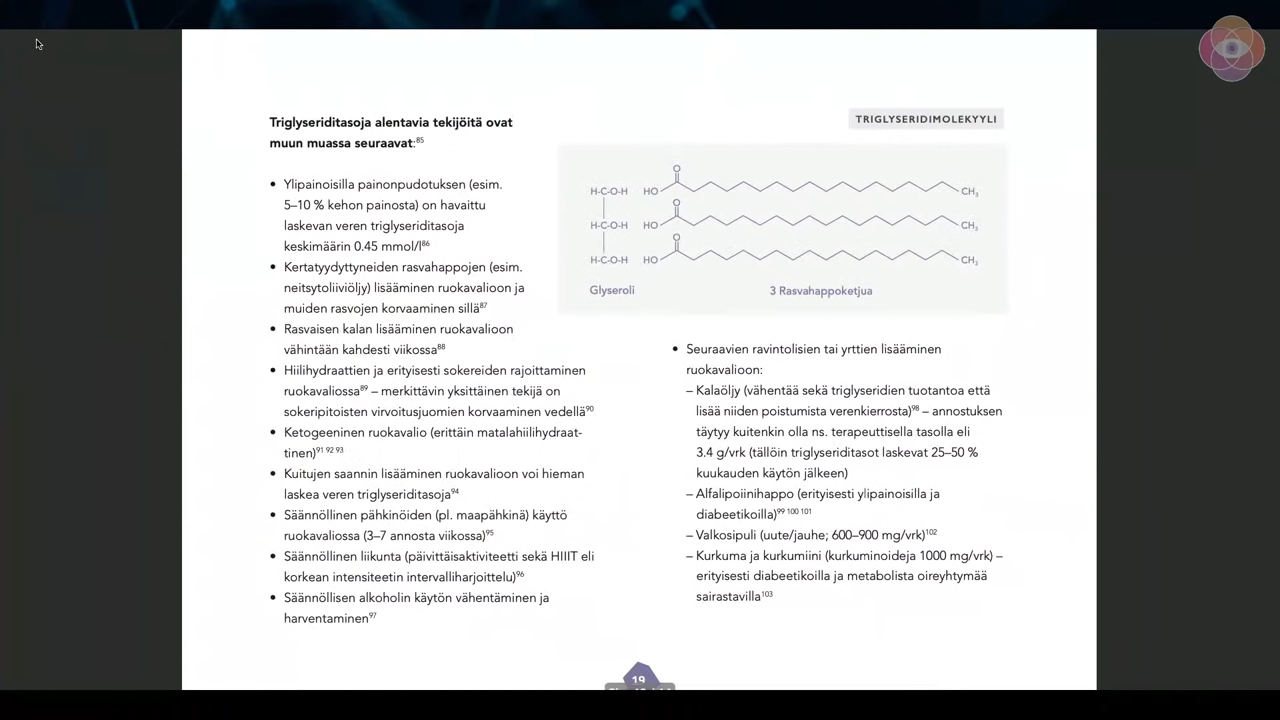 Triglyseriditasoja alentavia tekijöitä ovat
muun muassa seuraavat:85
• Ylipainoisilla painonpudotuksen (esim.
5–10 % kehon painosta) on havaittu
laskevan veren triglyseriditasoja
keskimäärin 0.45 mmol/l86
• Kertatyydyttyneiden rasvahappojen (esim.
neitsytoliiviöljy) lisääminen ruokavalioon ja
muiden rasvojen korvaaminen sillä87
• Rasvaisen kalan lisääminen ruokavalioon
vähintään kahdesti viikossa88
• Hiilihydraattien ja erityisesti sokereiden rajoittaminen
ruokavaliossa89 – merkittävin yksittäinen tekijä on
sokeripitoisten virvoitusjuomien korvaaminen vedellä90
• Ketogeeninen ruokavalio (erittäin matalahiilihydraat-
tinen)91 92 93
• Kuitujen saannin lisääminen ruokavalioon voi hieman
laskea veren triglyseriditasoja94
• Säännöllinen pähkinöiden (pl. maapähkinä) käyttö
ruokavaliossa (3–7 annosta viikossa)95
• Säännöllinen liikunta (päivittäisaktiviteetti sekä HIIIT eli
korkean intensiteetin intervalliharjoittelu)96
• Säännöllisen alkoholin käytön vähentäminen ja
harventaminen97
TRIGLYSERIDIMOLEKYYLI
H-C-O-H HO O CH3
H-C-O-H HO O CH3
H-C-O-H HO O CH3
Glyseroli 3 Rasvahappoketjua
• Seuraavien ravintolisien tai yrttien lisääminen
ruokavalioon:
– Kalaöljy (vähentää sekä triglyseridien tuotantoa että
lisää niiden poistumista verenkierrosta)98 – annostuksen
täytyy kuitenkin olla ns. terapeuttisella tasolla eli
3.4 g/vrk (tällöin triglyseriditasot laskevat 25–50 %
kuukauden käytön jälkeen)
– Alfalipoiinihappo (erityisesti ylipainoisilla ja
diabeetikoilla)99 100 101
– Valkosipuli (uute/jauhe; 600–900 mg/vrk)102
– Kurkuma ja kurkumiini (kurkuminoideja 1000 mg/vrk) –
erityisesti diabeetikoilla ja metabolista oireyhtymää
sairastavilla103
19